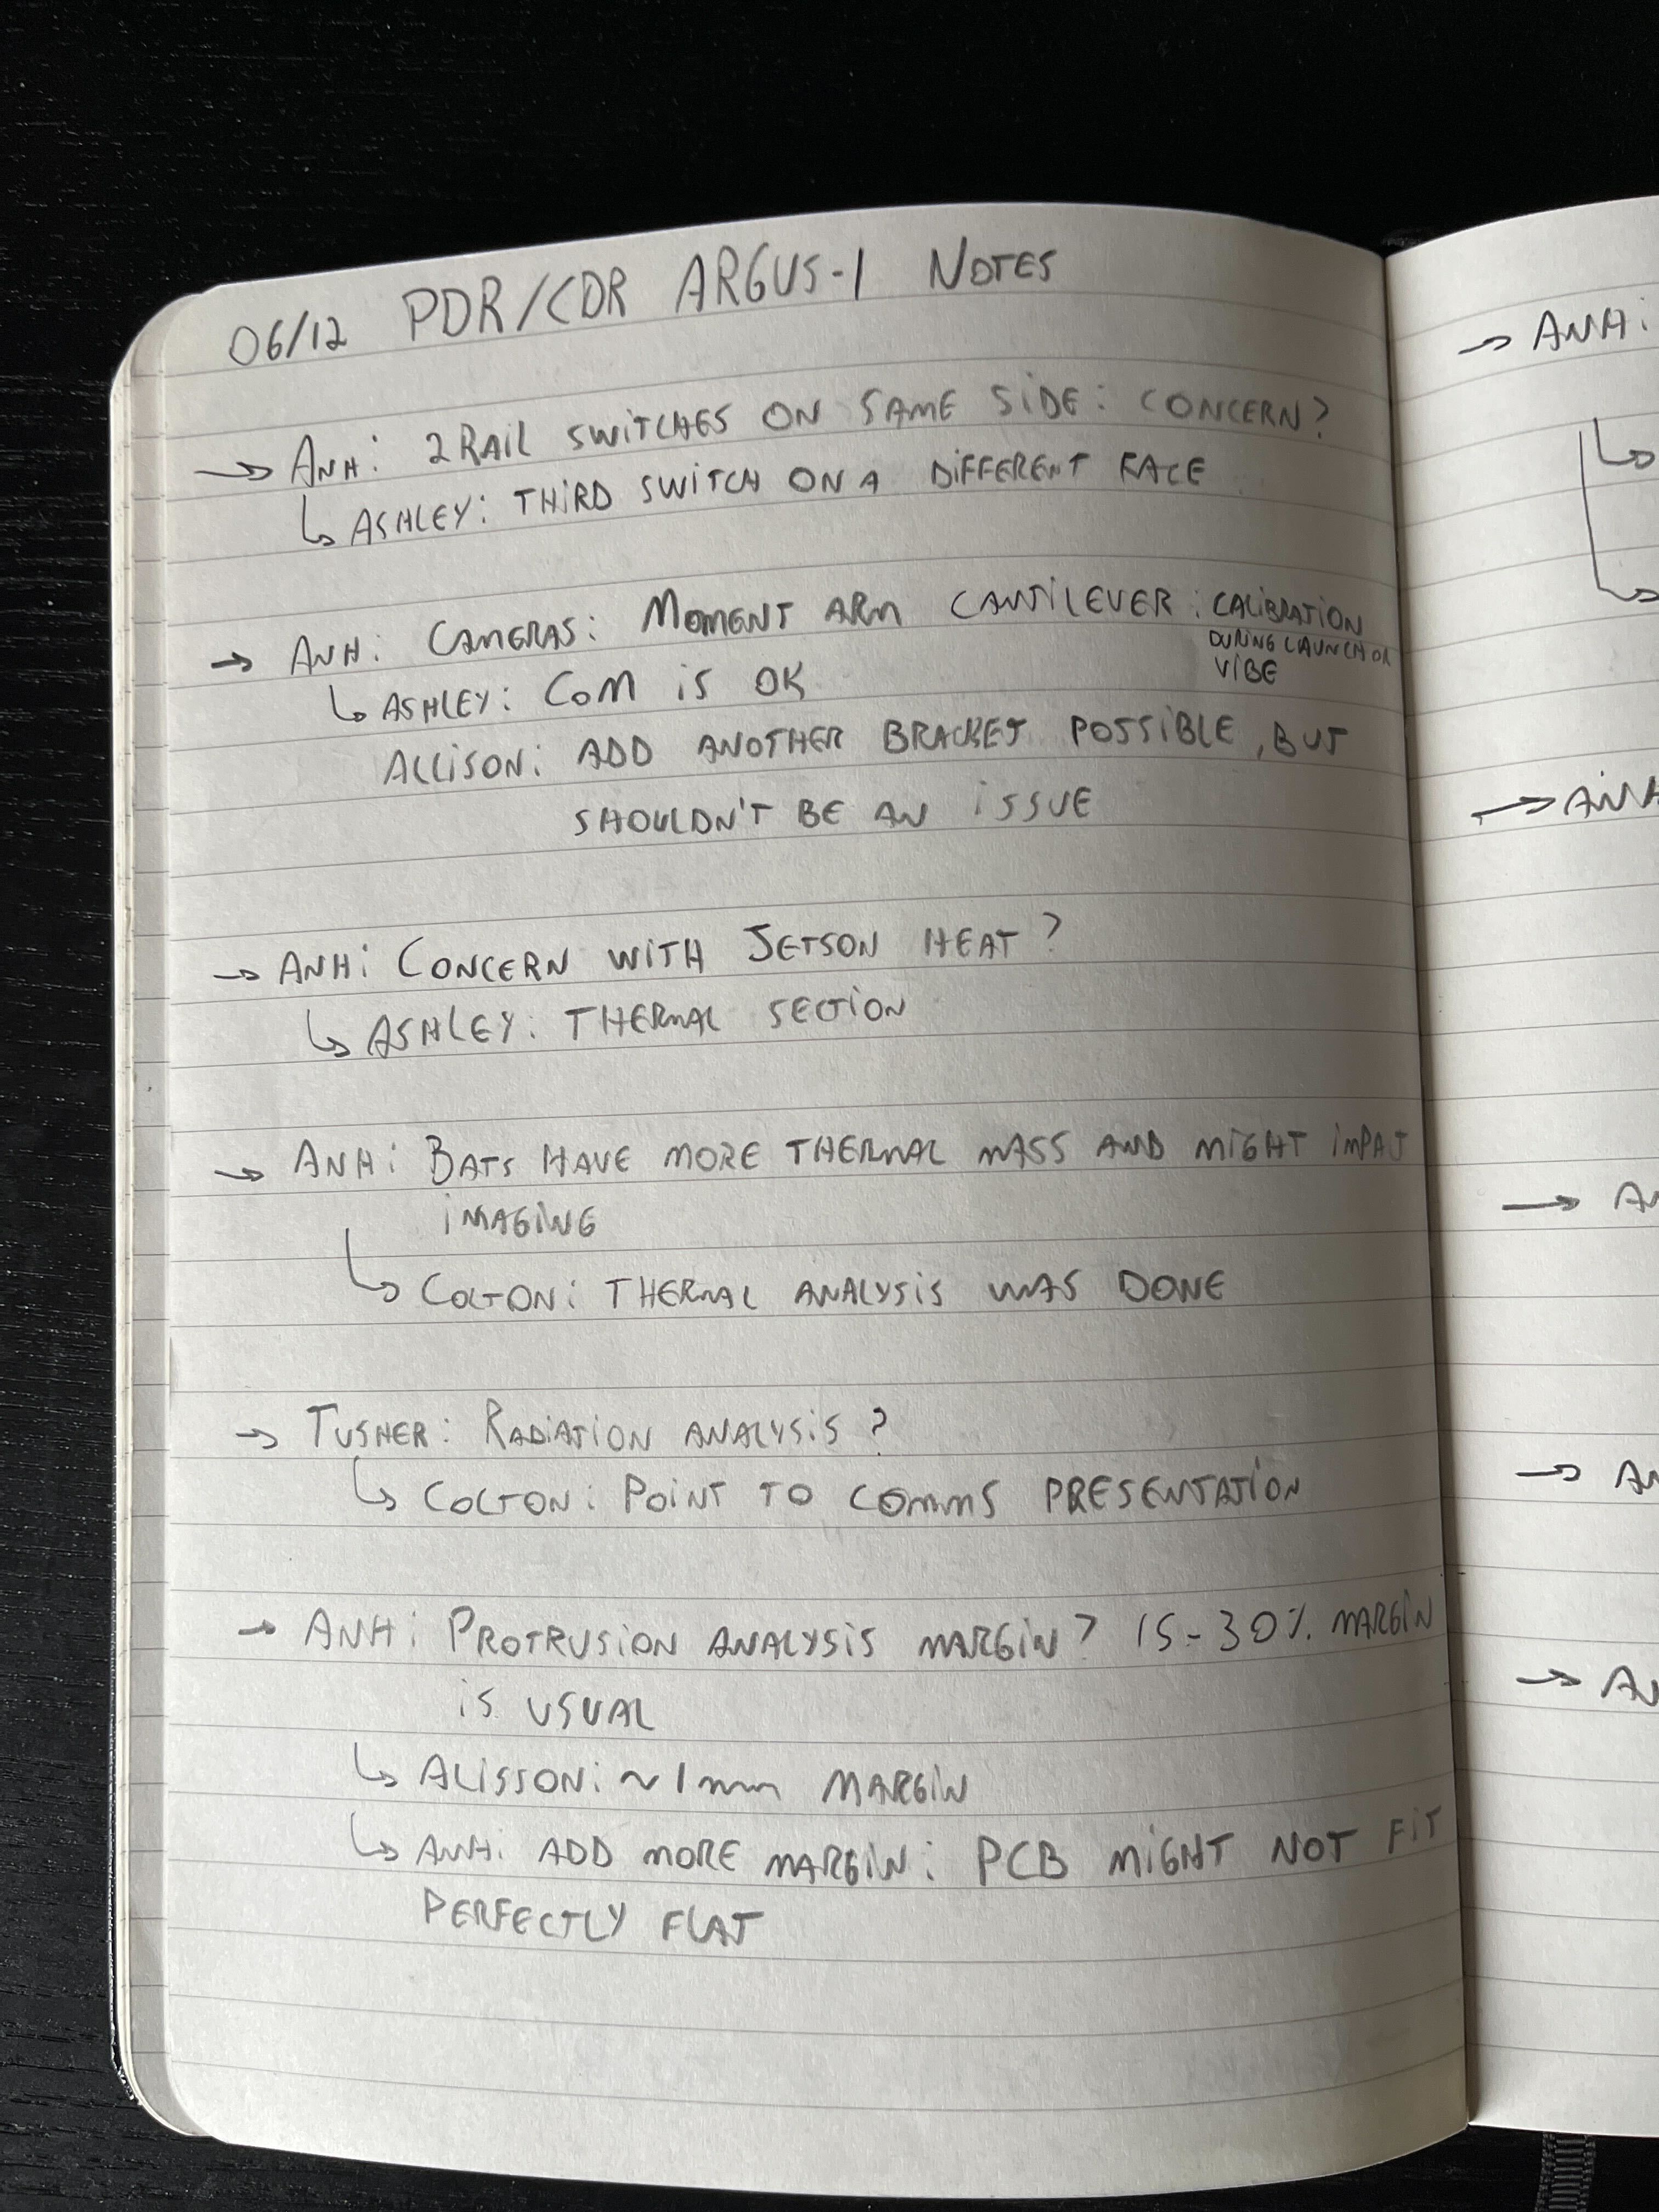 06/12 PDR/CDR ARGUS-1 NOTES
→ ANH: 2 RAIL SWITCHES ON SAME SIDE: CONCERN?
↳ ASHLEY: THIRD SWITCH ON A DIFFERENT FACE
→ ANH: CAMERAS: MOMENT ARM CANTILEVER: CALIBRATION
DURING LAUNCH OR
VIBE
↳ ASHLEY: COM IS OK
ALLISON: ADD ANOTHER BRACKET POSSIBLE, BUT
SHOULDN'T BE AN ISSUE
→ ANH: CONCERN WITH JETSON HEAT?
↳ ASHLEY: THERMAL SECTION
→ ANH: BATS HAVE MORE THERMAL MASS AND MIGHT IMPACT
IMAGING
↳ COLTON: THERMAL ANALYSIS WAS DONE
→ TUSHER: RADIATION ANALYSIS?
↳ COLTON: POINT TO COMMS PRESENTATION
→ ANH: PROTRUSION ANALYSIS MARGIN? 15-30% MARGIN
IS USUAL
↳ ALISSON: ~1mm MARGIN
↳ ANH: ADD MORE MARGIN: PCB MIGHT NOT FIT
PERFECTLY FLAT
→ ANH:
→ ANH
→ AN
→ AN
→ AN